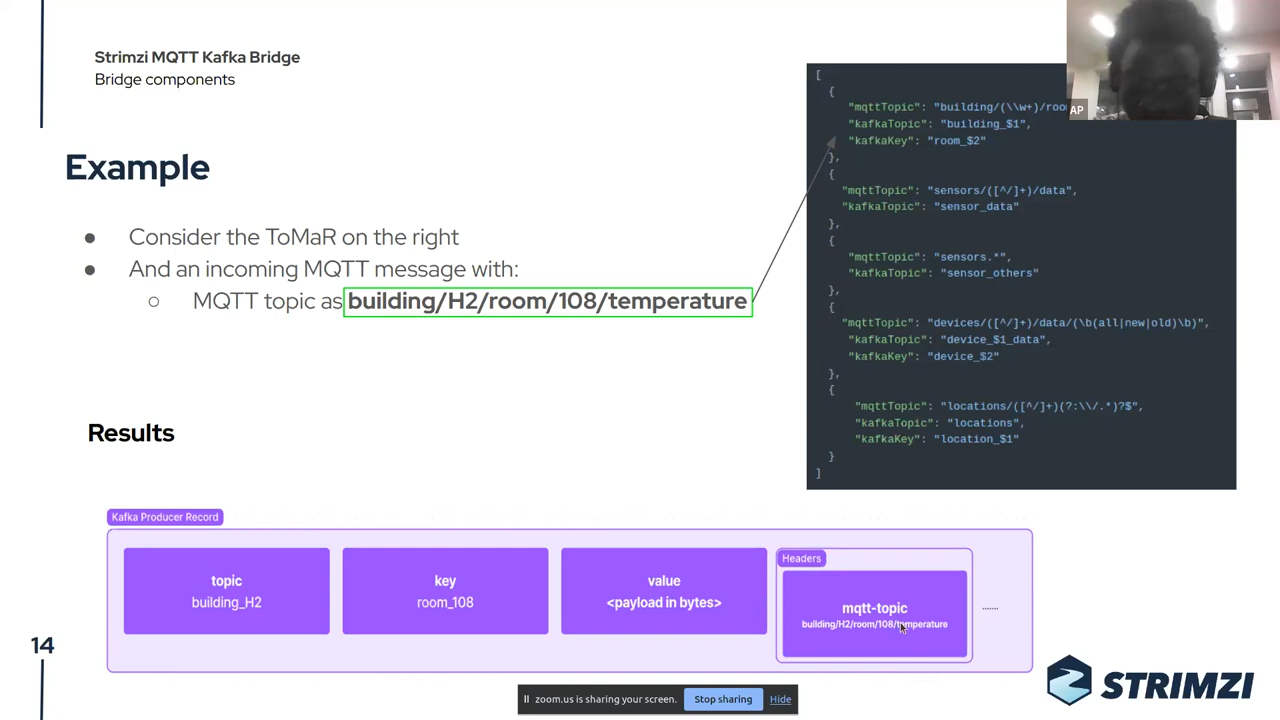 Strimzi MQTT Kafka Bridge
Bridge components
Example
● Consider the ToMaR on the right
● And an incoming MQTT message with:
○ MQTT topic as building/H2/room/108/temperature
[
{
"mqttTopic": "building/(\\w+)/roo
"kafkaTopic": "building_$1",
"kafkaKey": "room_$2"
},
{
"mqttTopic": "sensors/([^/]+)/data",
"kafkaTopic": "sensor_data"
},
{
"mqttTopic": "sensors.*",
"kafkaTopic": "sensor_others"
},
{
"mqttTopic": "devices/([^/]+)/data/(\b(all|new|old)\b)",
"kafkaTopic": "device_$1_data",
"kafkaKey": "device_$2"
},
{
"mqttTopic": "locations/([^/]+)(?:\\/.*)?$",
"kafkaTopic": "locations",
"kafkaKey": "location_$1"
}
]
AP
Results
Kafka Producer Record
topic
building_H2
key
room_108
value
<payload in bytes>
Headers
mqtt-topic
building/H2/room/108/temperature
.......
14
STRIMZI
zoom.us is sharing your screen.
Stop sharing
Hide